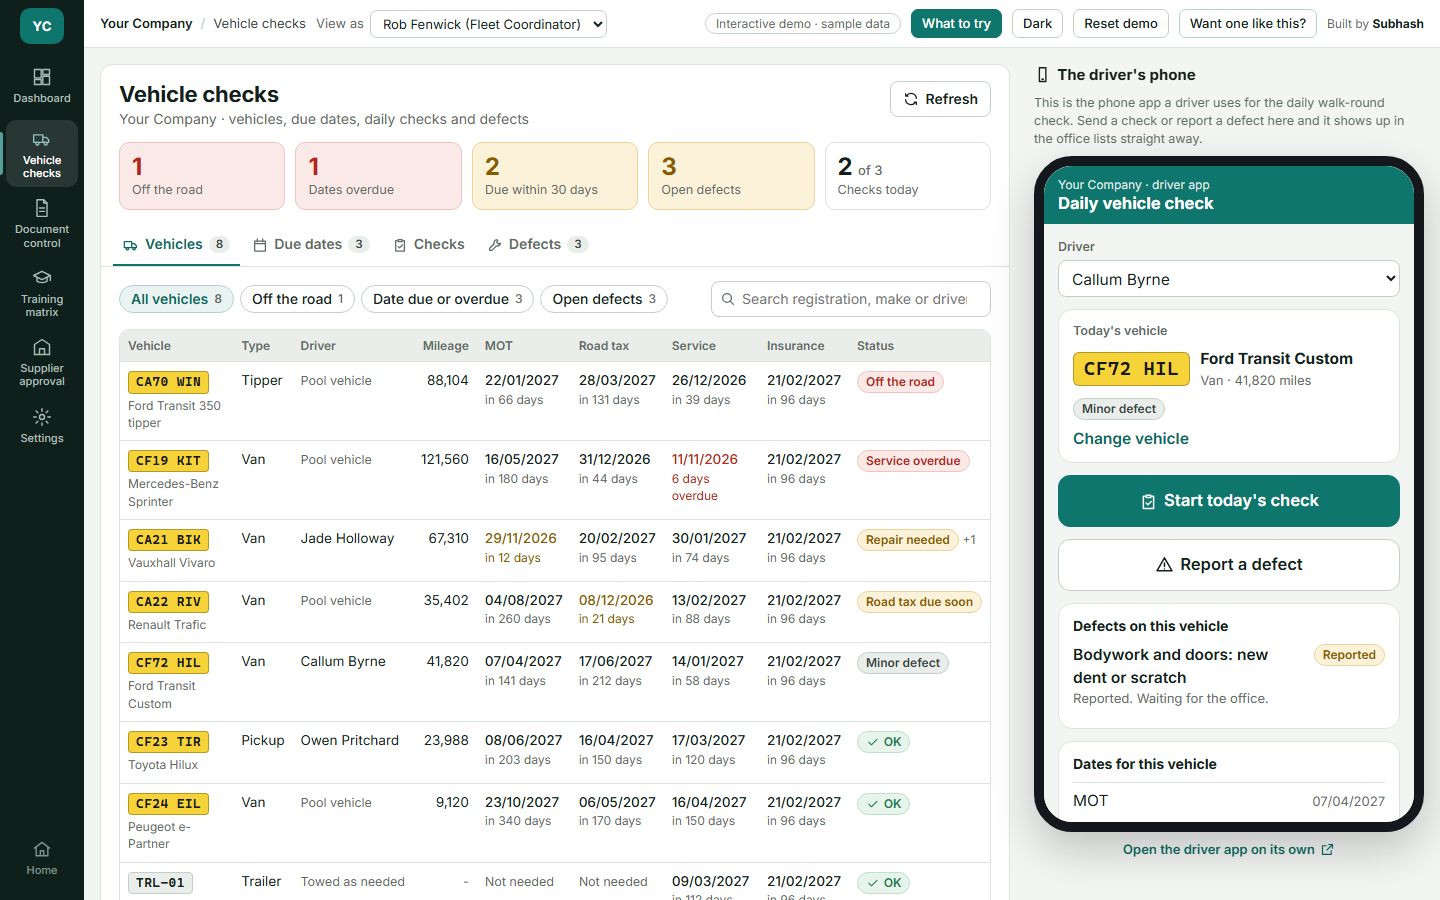 YC
Dashboard
Vehicle checks
Document control
Training matrix
Supplier approval
Settings
Home
Your Company / Vehicle checks View as Rob Fenwick (Fleet Coordinator)
Interactive demo · sample data What to try Dark Reset demo Want one like this? Built by Subhash
Vehicle checks
Your Company · vehicles, due dates, daily checks and defects
Refresh
1
Off the road
1
Dates overdue
2
Due within 30 days
3
Open defects
2 of 3
Checks today
Vehicles 8 Due dates 3 Checks Defects 3
All vehicles 8 Off the road 1 Date due or overdue 3 Open defects 3 Search registration, make or driver
Vehicle Type Driver Mileage MOT Road tax Service Insurance Status
CA70 WIN Tipper Pool vehicle 88,104 22/01/2027 28/03/2027 26/12/2026 21/02/2027 Off the road
Ford Transit 350 tipper in 66 days in 131 days in 39 days in 96 days
CF19 KIT Van Pool vehicle 121,560 16/05/2027 31/12/2026 11/11/2026 21/02/2027 Service overdue
Mercedes-Benz Sprinter in 180 days in 44 days 6 days overdue in 96 days
CA21 BIK Van Jade Holloway 67,310 29/11/2026 20/02/2027 30/01/2027 21/02/2027 Repair needed +1
Vauxhall Vivaro in 12 days in 95 days in 74 days in 96 days
CA22 RIV Van Pool vehicle 35,402 04/08/2027 08/12/2026 13/02/2027 21/02/2027 Road tax due soon
Renault Trafic in 260 days in 21 days in 88 days in 96 days
CF72 HIL Van Callum Byrne 41,820 07/04/2027 17/06/2027 14/01/2027 21/02/2027 Minor defect
Ford Transit Custom in 141 days in 212 days in 58 days in 96 days
CF23 TIR Pickup Owen Pritchard 23,988 08/06/2027 16/04/2027 17/03/2027 21/02/2027 OK
Toyota Hilux in 203 days in 150 days in 120 days in 96 days
CF24 EIL Van Pool vehicle 9,120 23/10/2027 06/05/2027 16/04/2027 21/02/2027 OK
Peugeot e-Partner in 340 days in 170 days in 150 days in 96 days
TRL-01 Trailer Towed as needed - Not needed Not needed 09/03/2027 21/02/2027 OK
in 112 days in 96 days
The driver's phone
This is the phone app a driver uses for the daily walk-round
check. Send a check or report a defect here and it shows up in
the office lists straight away.
Your Company · driver app
Daily vehicle check
Driver
Callum Byrne
Today's vehicle
CF72 HIL Ford Transit Custom
Van · 41,820 miles
Minor defect
Change vehicle
Start today's check
Report a defect
Defects on this vehicle
Bodywork and doors: new Reported
dent or scratch
Reported. Waiting for the office.
Dates for this vehicle
MOT 07/04/2027
Open the driver app on its own